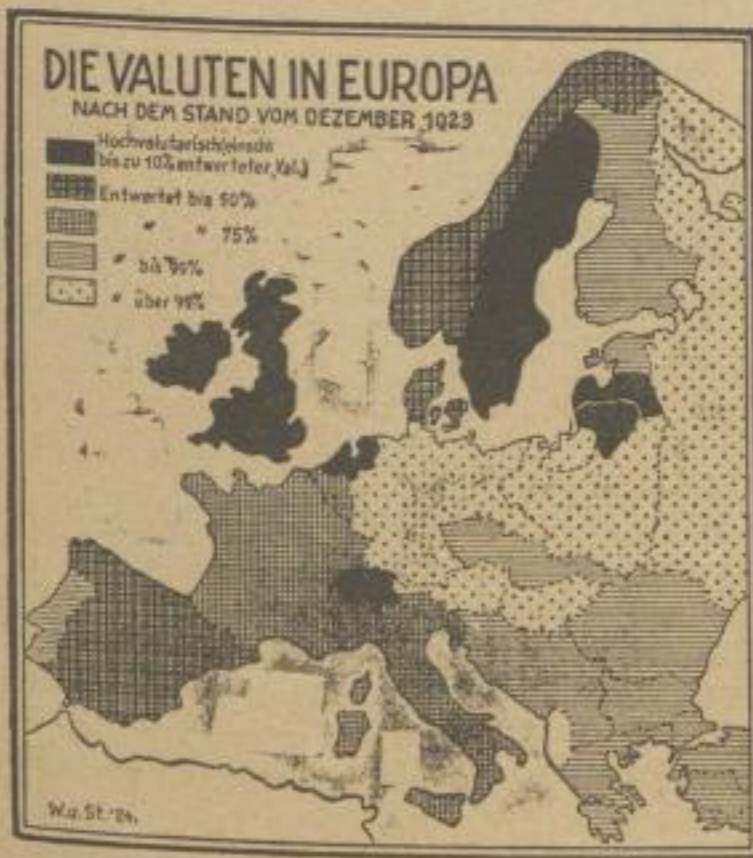 DIE VALUTEN IN EUROPA
NACH DEM STAND VOM DEZEMBER 1923
Hochvalutarisch
bis zu 10% entwerteter Val.)
Entwertet bis 50%
" " 75%
" bis 90%
" über 98%
W.u.St.'24.